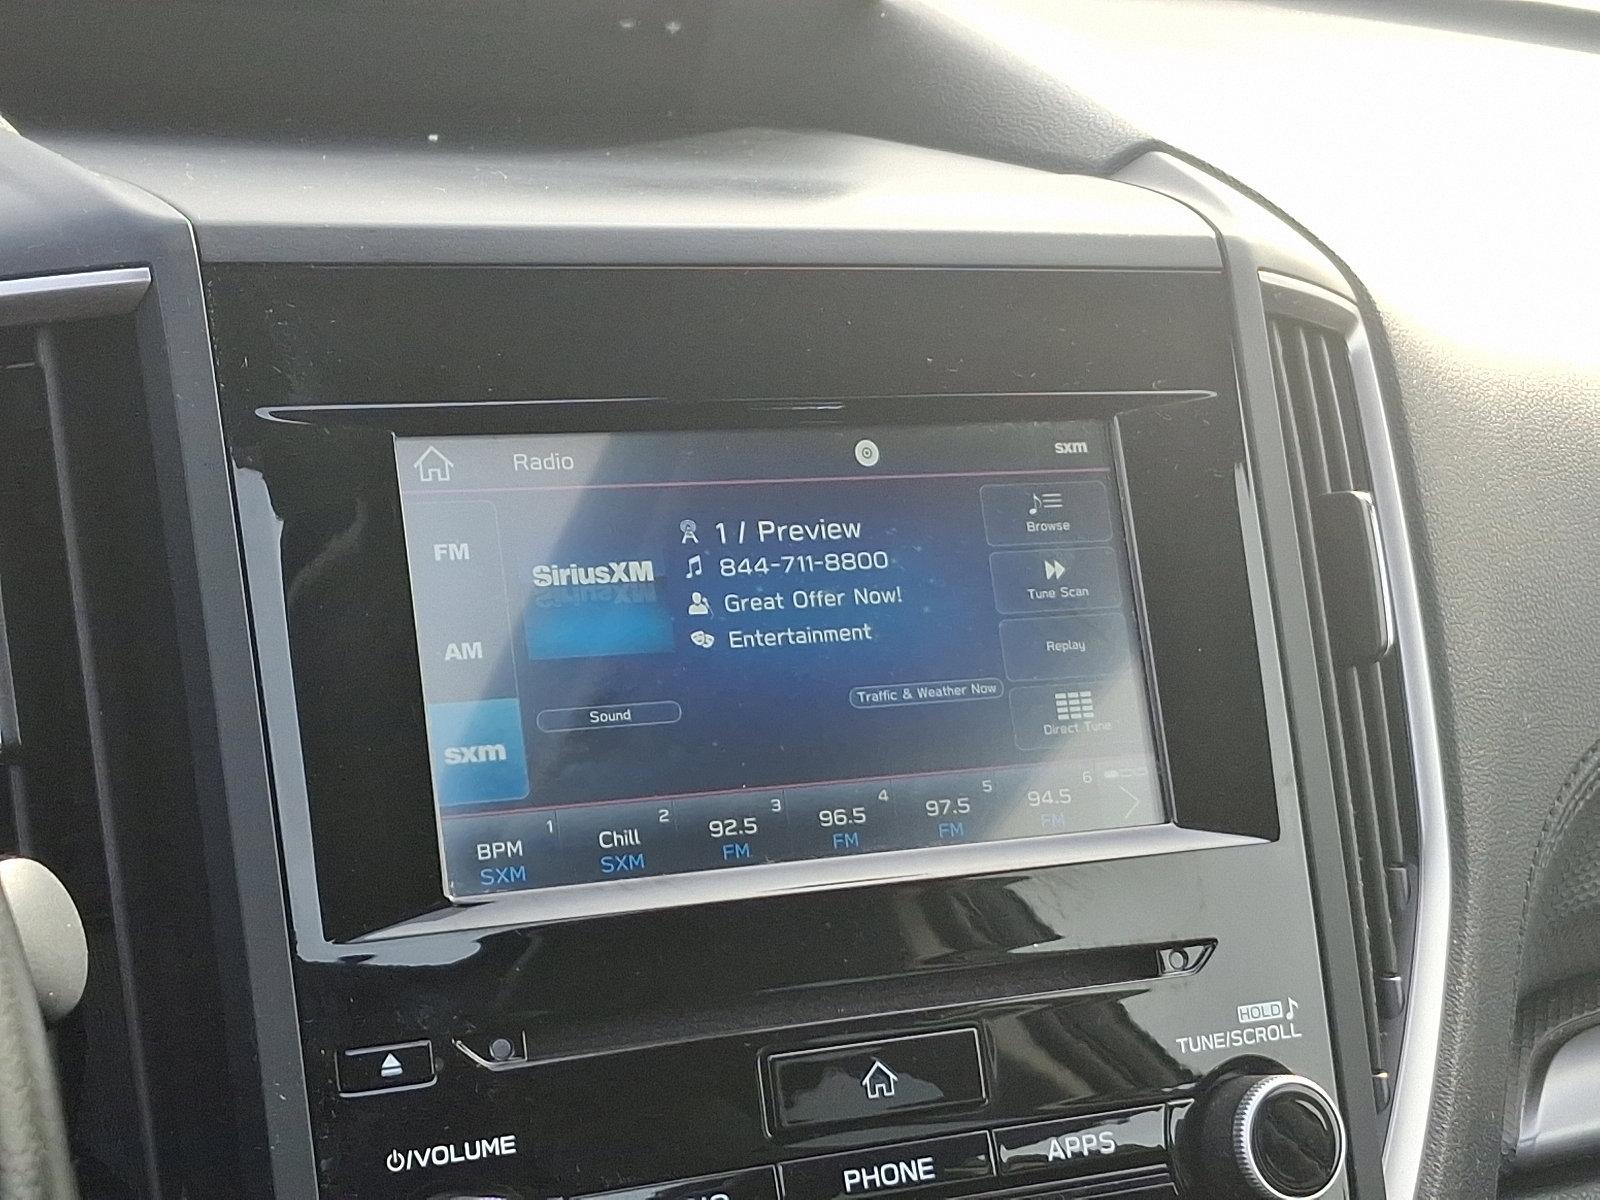 Radio
sxm
FM
AM
sxm
SiriusXM
1 / Preview
844-711-8800
Great Offer Now!
Entertainment
Sound
Traffic & Weather Now
Browse
Tune Scan
Replay
Direct Tune
1
BPM
SXM
2
Chill
SXM
3
92.5
FM
4
96.5
FM
5
97.5
FM
6
94.5
FM
HOLD
TUNE/SCROLL
/VOLUME
PHONE
APPS